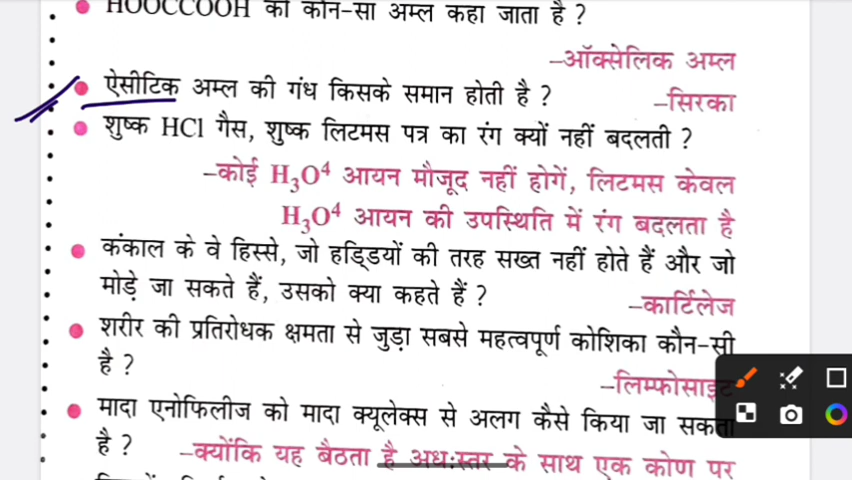 HOOCCOOH को कौन-सा अम्ल कहा जाता है ?
–ऑक्सेलिक अम्ल
ऐसीटिक अम्ल की गंध किसके समान होती है ?
–सिरका
शुष्क HCl गैस, शुष्क लिटमस पत्र का रंग क्यों नहीं बदलती ?
–कोई H₃O⁴ आयन मौजूद नहीं होगें, लिटमस केवल
H₃O⁴ आयन की उपस्थिति में रंग बदलता है
कंकाल के वे हिस्से, जो हड्डियों की तरह सख्त नहीं होते हैं और जो
मोड़े जा सकते हैं, उसको क्या कहते हैं ?
–कार्टिलेज
शरीर की प्रतिरोधक क्षमता से जुड़ा सबसे महत्वपूर्ण कोशिका कौन-सी
है ?
–लिम्फोसाइट
मादा एनोफिलीज को मादा क्यूलेक्स से अलग कैसे किया जा सकता
है ?
–क्योंकि यह बैठता है अधःस्तर के साथ एक कोण पर